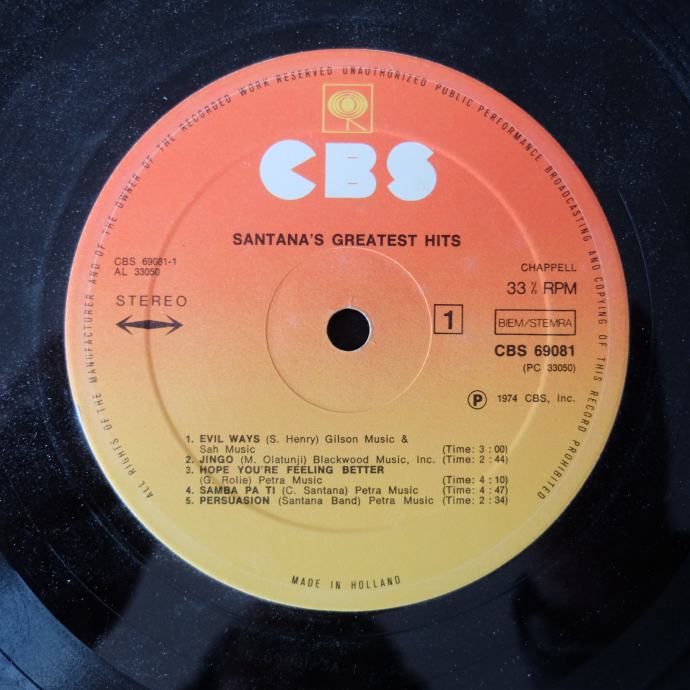 ALL RIGHTS OF THE MANUFACTURER AND OF THE OWNER OF THE RECORDED WORK RESERVED UNAUTHORIZED PUBLIC PERFORMANCE BROADCASTING AND COPYING OF THIS RECORD PROHIBITED
CBS
SANTANA'S GREATEST HITS
CBS 69081-1
AL 33050
STEREO
CHAPPELL
33 ⅓ RPM
1
BIEM/STEMRA
CBS 69081
(PC 33050)
Ⓟ 1974 CBS, Inc.
1. EVIL WAYS (S. Henry) Gilson Music &
Sah Music (Time: 3 : 00)
2. JINGO (M. Olatunji) Blackwood Music, Inc. (Time: 2 : 44)
3. HOPE YOU'RE FEELING BETTER
(G. Rolie) Petra Music (Time: 4 : 10)
4. SAMBA PA TI (C. Santana) Petra Music (Time: 4 : 47)
5. PERSUASION (Santana Band) Petra Music (Time: 2 : 34)
MADE IN HOLLAND